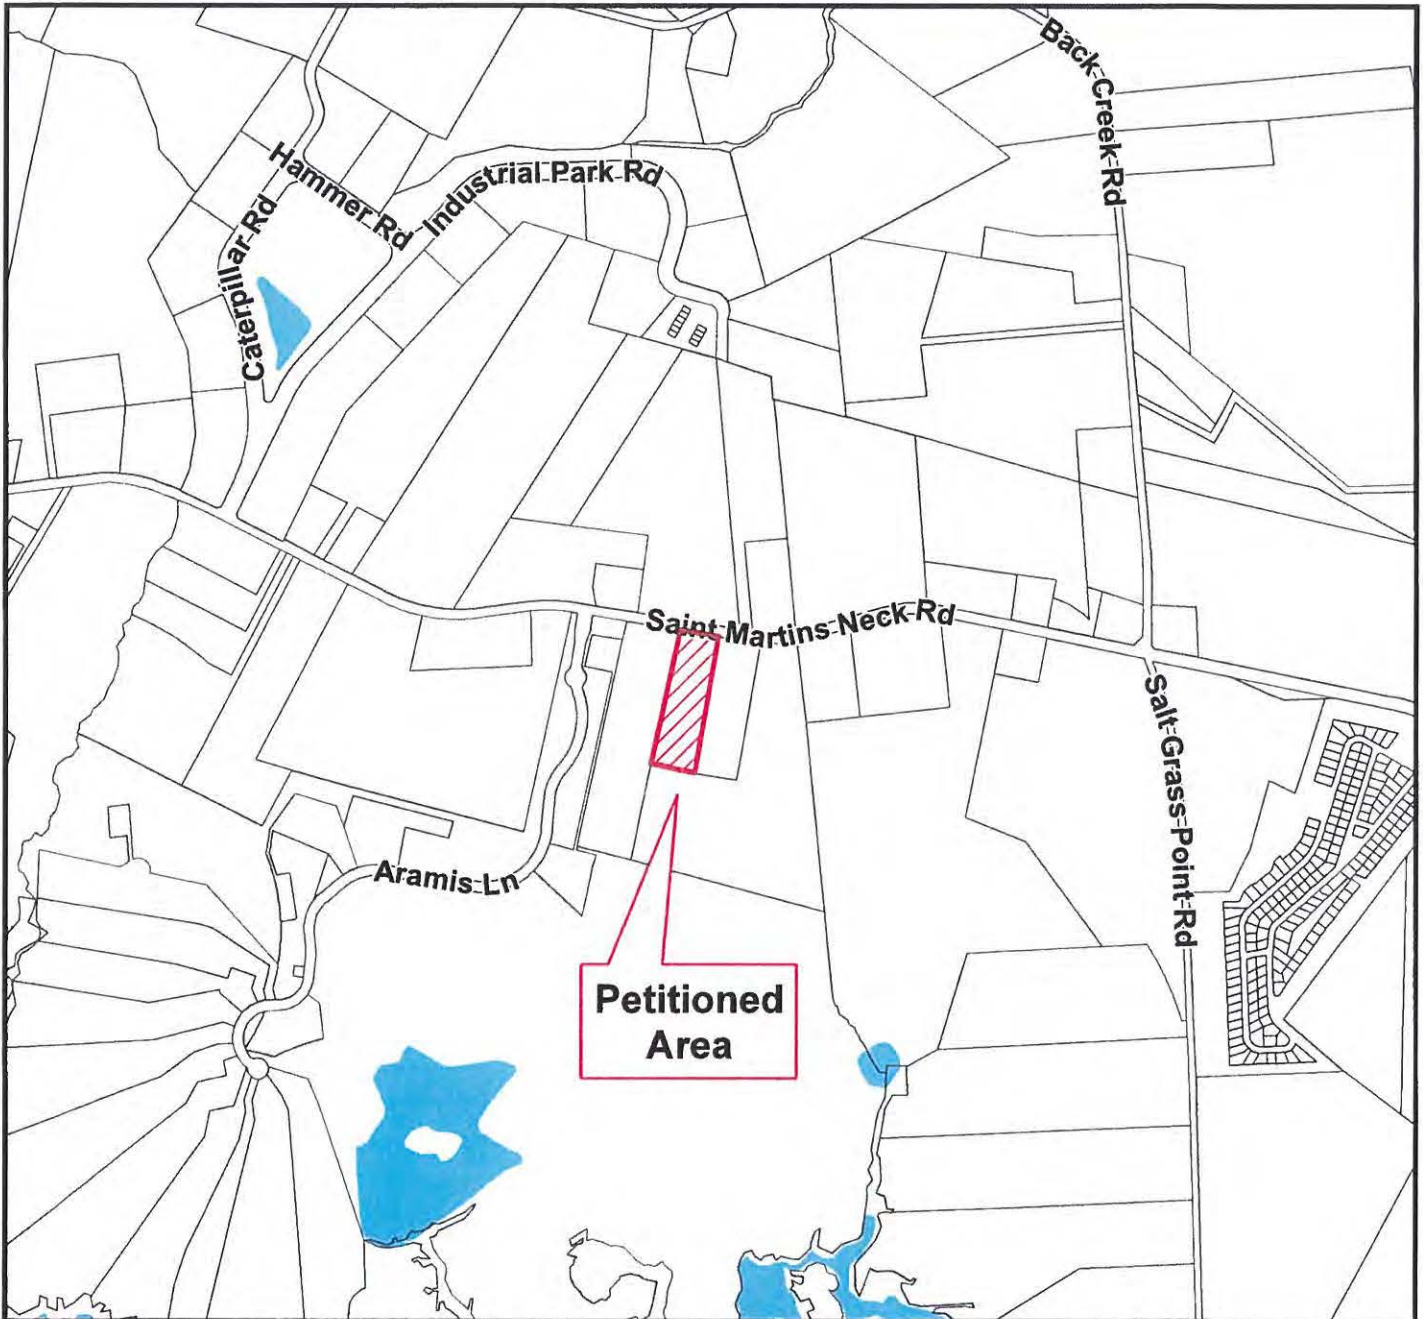 Back Creek Rd
Hammer Rd
Industrial Park Rd
Caterpillar Rd
Saint Martins Neck Rd
Salt Grass Point Rd
Aramis Ln
Petitioned
Area